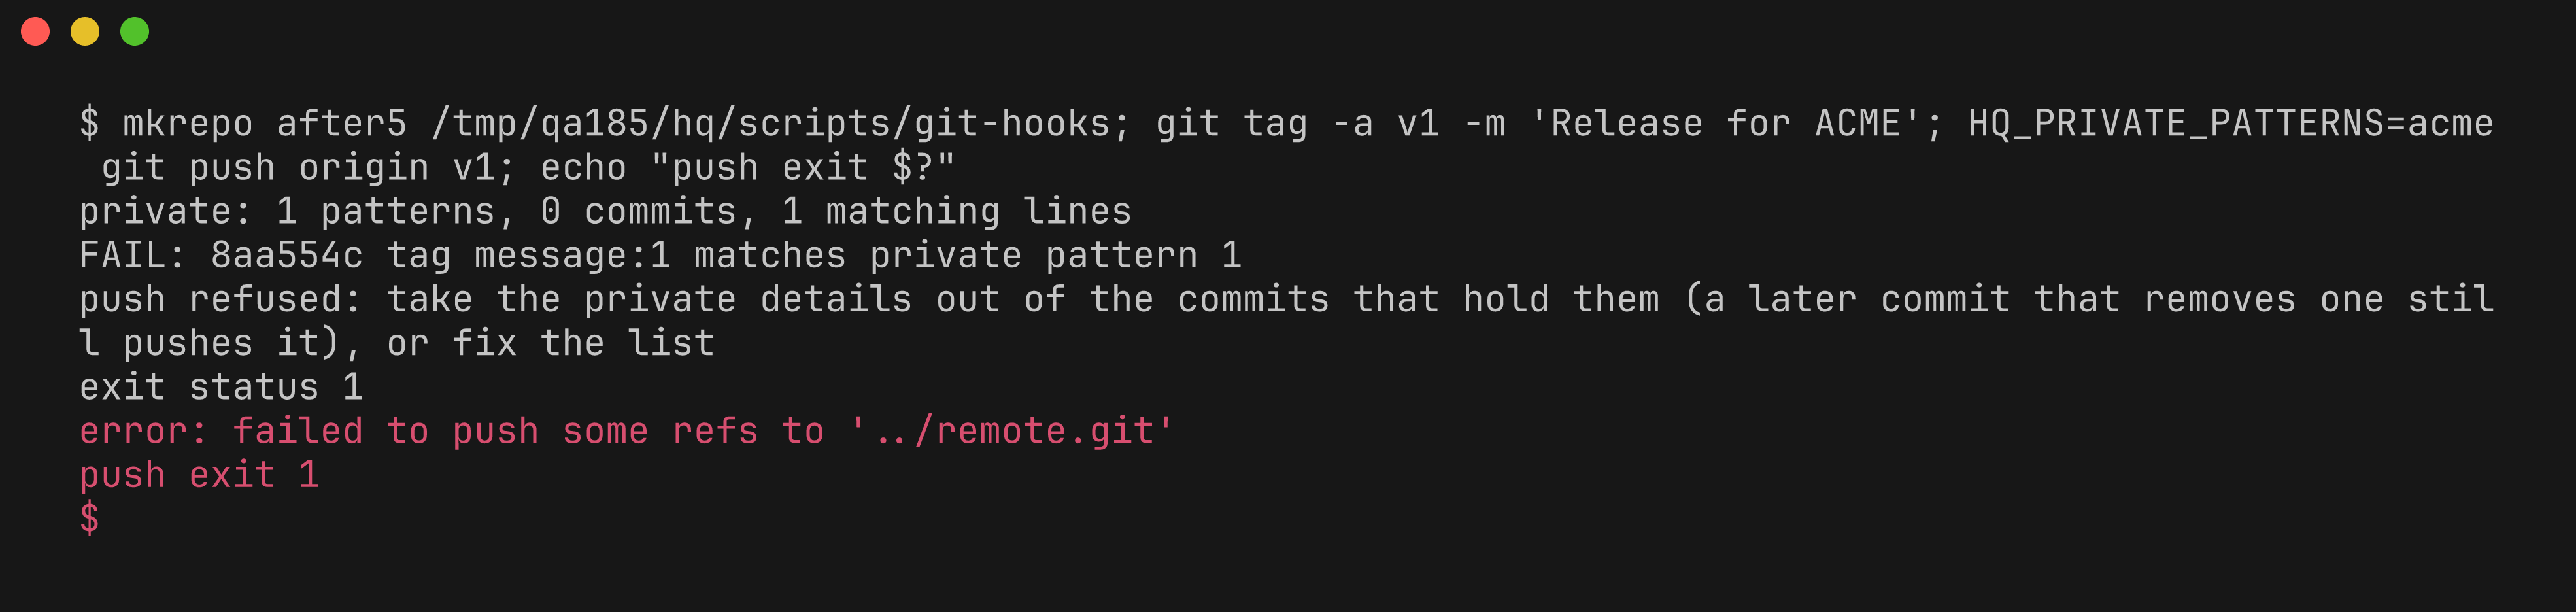 $ mkrepo after5 /tmp/qa185/hq/scripts/git-hooks; git tag -a v1 -m 'Release for ACME'; HQ_PRIVATE_PATTERNS=acme
 git push origin v1; echo "push exit $?"
private: 1 patterns, 0 commits, 1 matching lines
FAIL: 8aa554c tag message:1 matches private pattern 1
push refused: take the private details out of the commits that hold them (a later commit that removes one stil
l pushes it), or fix the list
exit status 1
error: failed to push some refs to '../remote.git'
push exit 1
$